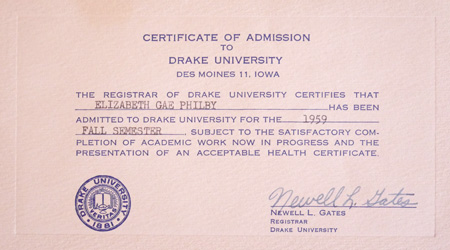 CERTIFICATE OF ADMISSION
TO
DRAKE UNIVERSITY
DES MOINES 11, IOWA
THE REGISTRAR OF DRAKE UNIVERSITY CERTIFIES THAT
ELIZABETH GAE PHILBY HAS BEEN
ADMITTED TO DRAKE UNIVERSITY FOR THE 1959
FALL SEMESTER, SUBJECT TO THE SATISFACTORY COM-
PLETION OF ACADEMIC WORK NOW IN PROGRESS AND THE
PRESENTATION OF AN ACCEPTABLE HEALTH CERTIFICATE.
DRAKE UNIVERSITY
VERITAS
1881
Newell L. Gates
NEWELL L. GATES
REGISTRAR
DRAKE UNIVERSITY